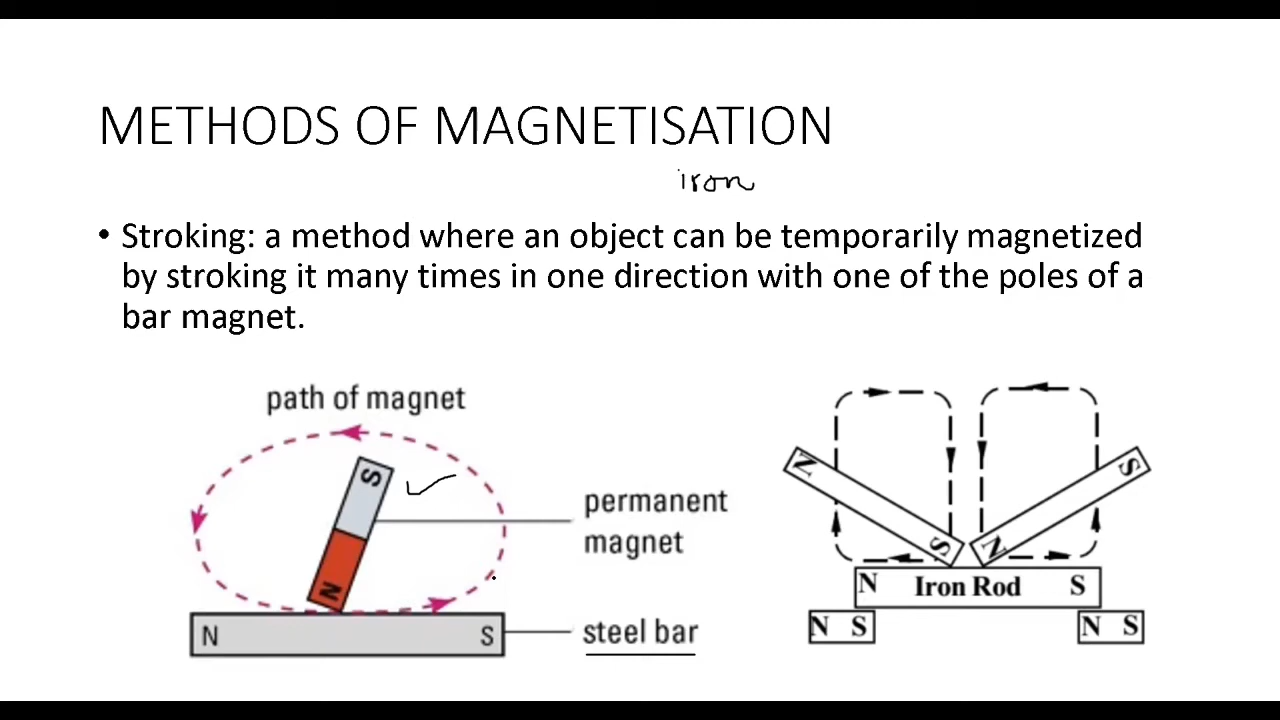 METHODS OF MAGNETISATION
iron
• Stroking: a method where an object can be temporarily magnetized
by stroking it many times in one direction with one of the poles of a
bar magnet.
path of magnet
S
N
permanent
magnet
N S
steel bar
N S
S N
N Iron Rod S
N S
N S